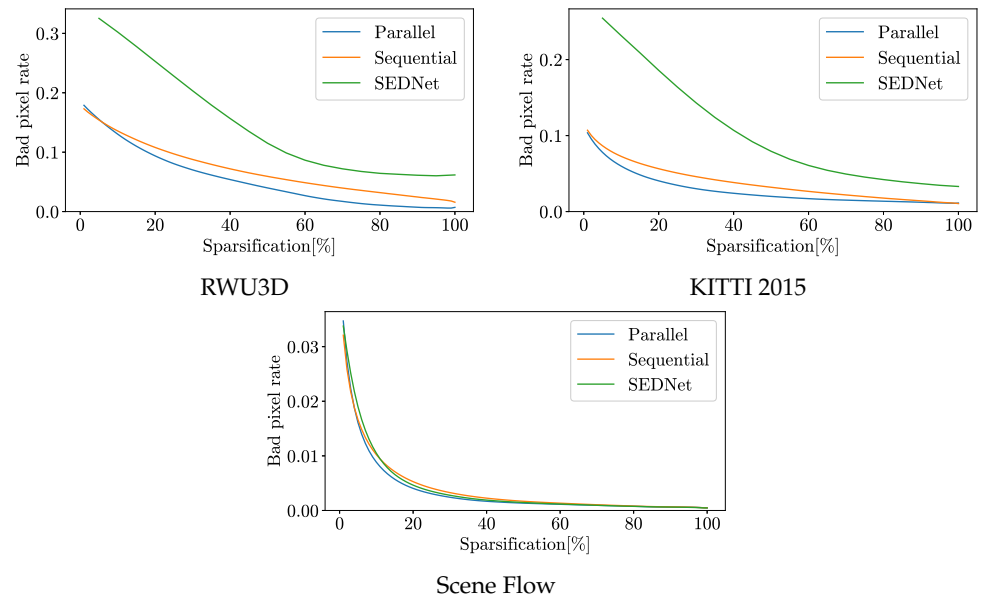 0.3
0.2
0.1
0.0
Bad pixel rate
Parallel
Sequential
SEDNet
0 20 40 60 80 100
Sparsification[%]
RWU3D
0.2
0.1
0.0
Bad pixel rate
Parallel
Sequential
SEDNet
0 20 40 60 80 100
Sparsification[%]
KITTI 2015
0.03
0.02
0.01
0.00
Bad pixel rate
Parallel
Sequential
SEDNet
0 20 40 60 80 100
Sparsification[%]
Scene Flow